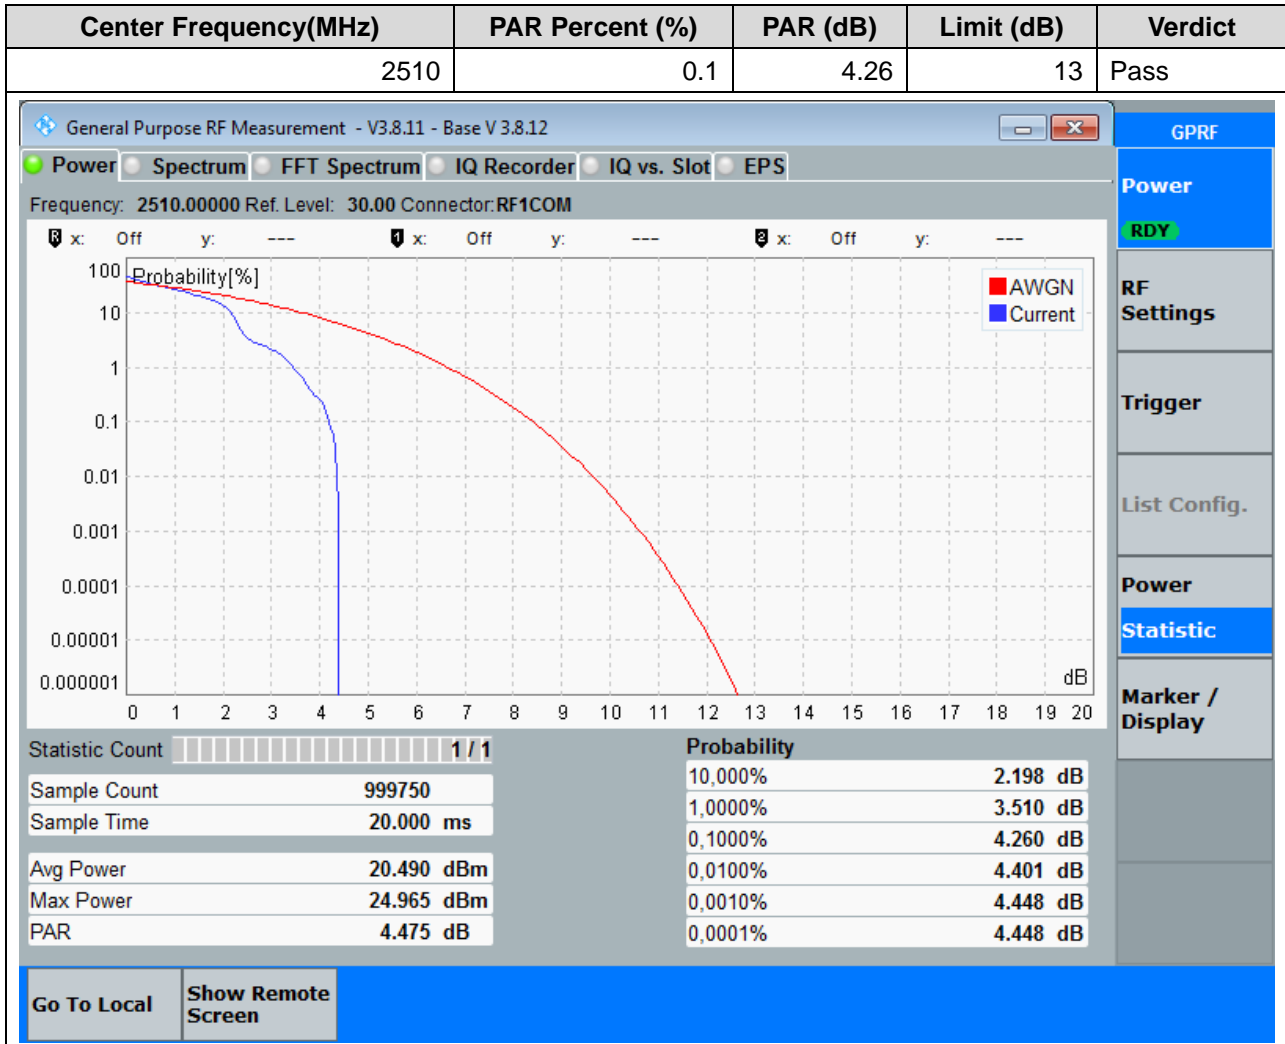 Center Frequency(MHz) PAR Percent (%) PAR (dB) Limit (dB) Verdict
2510 0.1 4.26 13 Pass
General Purpose RF Measurement - V3.8.11 - Base V 3.8.12
GPRF
Power Spectrum FFT Spectrum IQ Recorder IQ vs. Slot EPS
Frequency: 2510.00000 Ref. Level: 30.00 Connector:RF1COM
R x: Off y: --- 1 x: Off y: --- 2 x: Off y: ---
Probability[%]
100
10
1
0.1
0.01
0.001
0.0001
0.00001
0.000001
AWGN
Current
dB
0 1 2 3 4 5 6 7 8 9 10 11 12 13 14 15 16 17 18 19 20
Statistic Count 1 / 1
Sample Count 999750
Sample Time 20.000 ms
Avg Power 20.490 dBm
Max Power 24.965 dBm
PAR 4.475 dB
Probability
10,000% 2.198 dB
1,0000% 3.510 dB
0,1000% 4.260 dB
0,0100% 4.401 dB
0,0010% 4.448 dB
0,0001% 4.448 dB
Power
RDY
RF
Settings
Trigger
List Config.
Power
Statistic
Marker /
Display
Go To Local
Show Remote
Screen